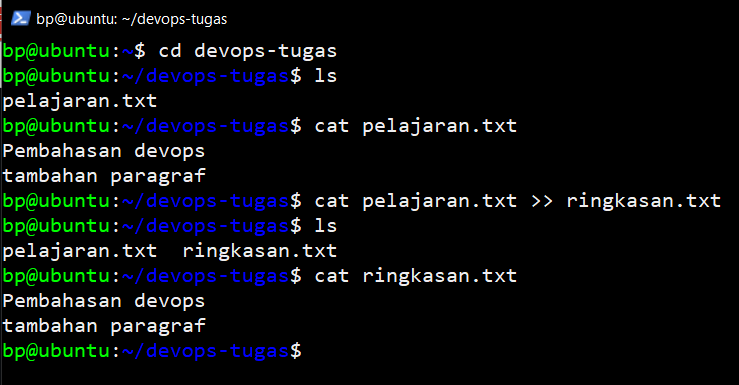 bp@ubuntu: ~/devops-tugas
bp@ubuntu:~$ cd devops-tugas
bp@ubuntu:~/devops-tugas$ ls
pelajaran.txt
bp@ubuntu:~/devops-tugas$ cat pelajaran.txt
Pembahasan devops
tambahan paragraf
bp@ubuntu:~/devops-tugas$ cat pelajaran.txt >> ringkasan.txt
bp@ubuntu:~/devops-tugas$ ls
pelajaran.txt  ringkasan.txt
bp@ubuntu:~/devops-tugas$ cat ringkasan.txt
Pembahasan devops
tambahan paragraf
bp@ubuntu:~/devops-tugas$